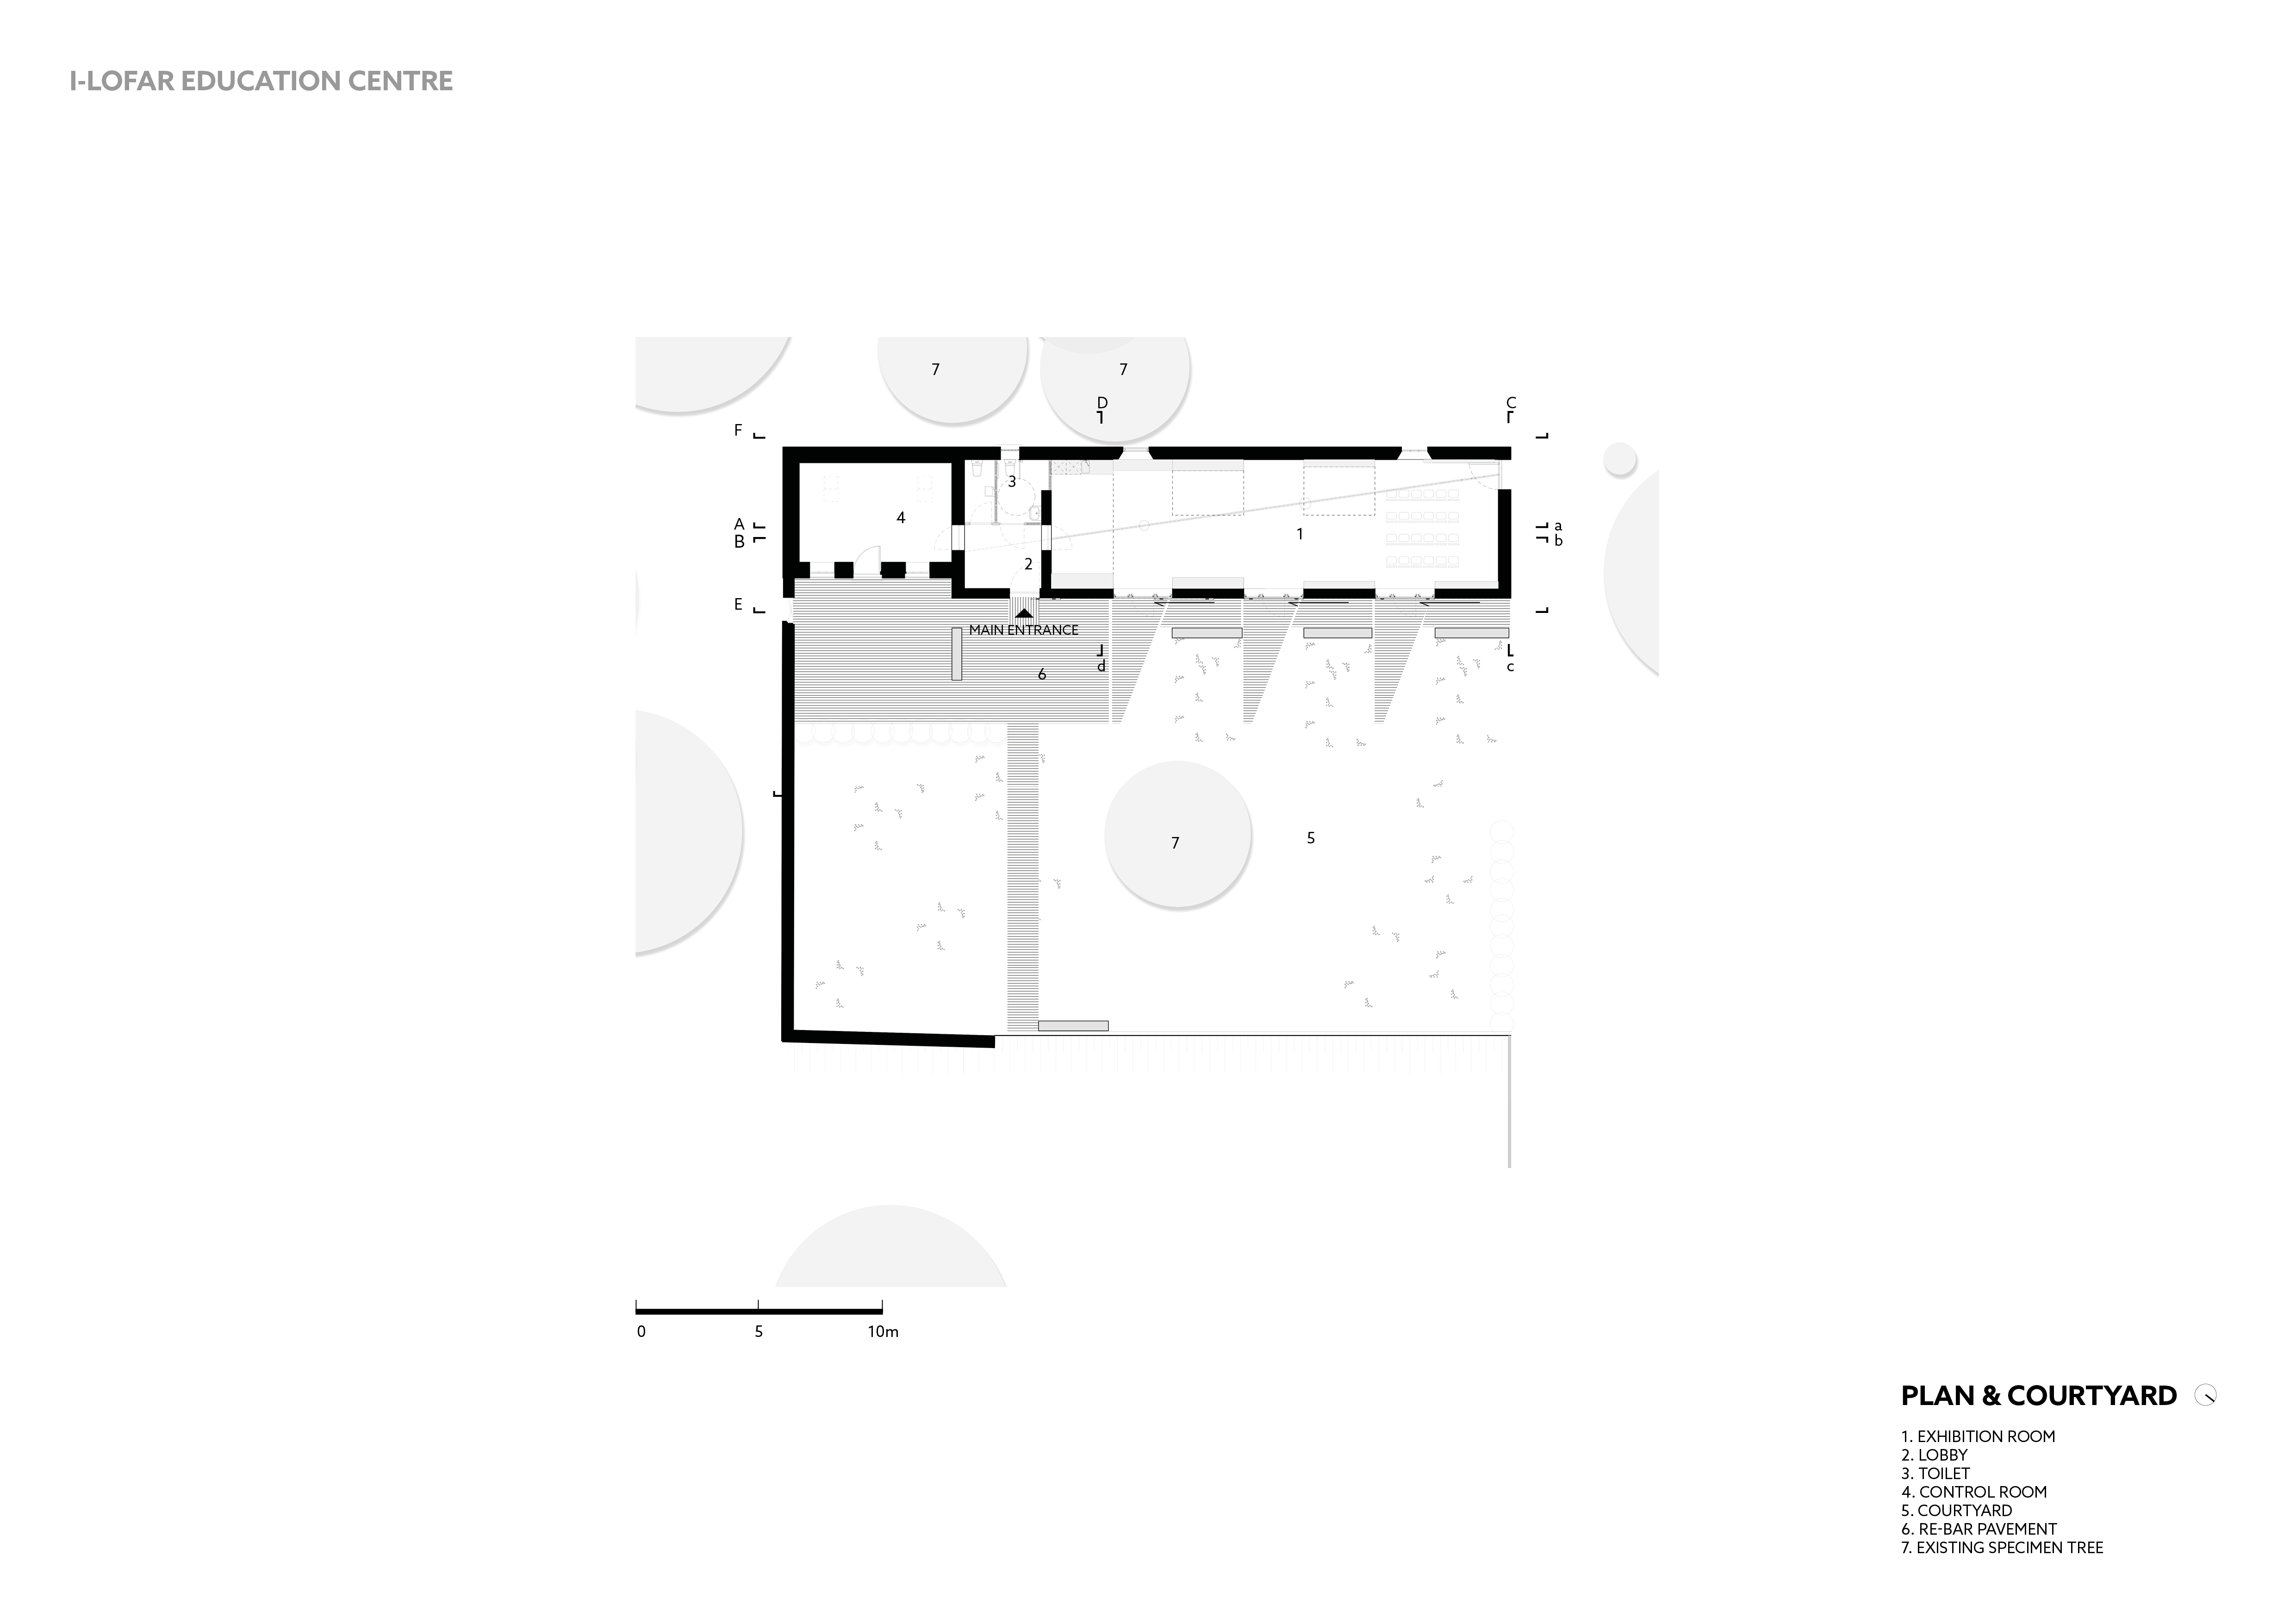 I-LOFAR EDUCATION CENTRE
7
7
D
C
F
3
4
A
a
1
B
b
2
E
MAIN ENTRANCE
d
c
6
7
5
0
5
10m
PLAN & COURTYARD
1. EXHIBITION ROOM
2. LOBBY
3. TOILET
4. CONTROL ROOM
5. COURTYARD
6. RE-BAR PAVEMENT
7. EXISTING SPECIMEN TREE